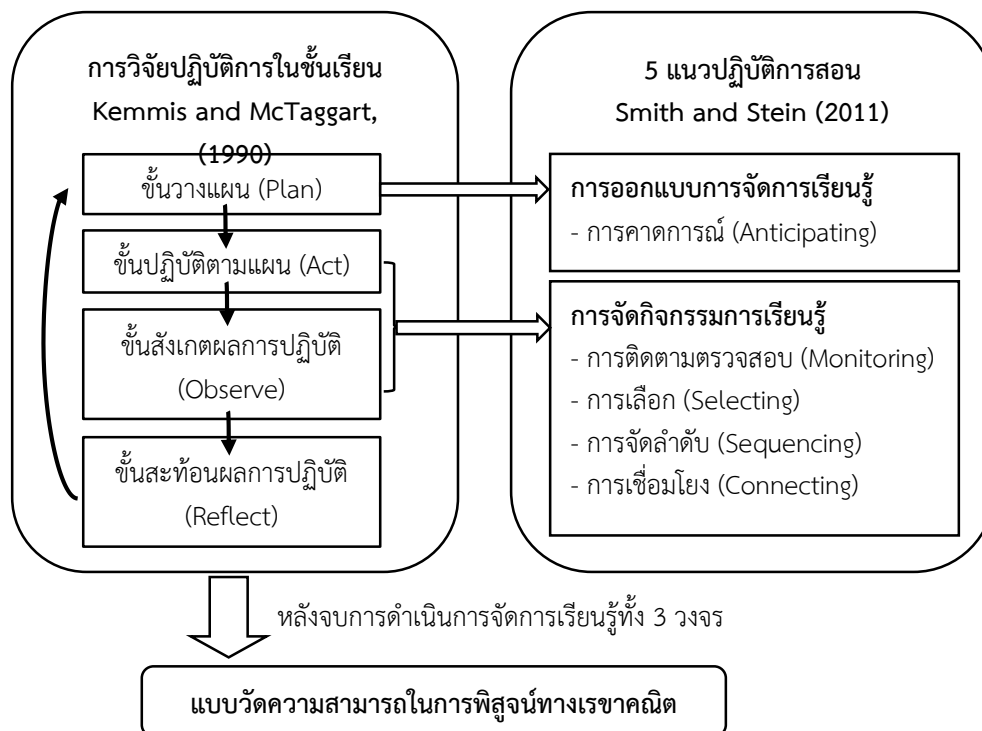 การวิจัยปฏิบัติการในชั้นเรียน
Kemmis and McTaggart,
(1990)
ขั้นวางแผน (Plan)
ขั้นปฏิบัติตามแผน (Act)
ขั้นสังเกตผลการปฏิบัติ
(Observe)
ขั้นสะท้อนผลการปฏิบัติ
(Reflect)
5 แนวปฏิบัติการสอน
Smith and Stein (2011)
การออกแบบการจัดการเรียนรู้
- การคาดการณ์ (Anticipating)
การจัดกิจกรรมการเรียนรู้
- การติดตามตรวจสอบ (Monitoring)
- การเลือก (Selecting)
- การจัดลำดับ (Sequencing)
- การเชื่อมโยง (Connecting)
หลังจบการดำเนินการจัดการเรียนรู้ทั้ง 3 วงจร
แบบวัดความสามารถในการพิสูจน์ทางเรขาคณิต